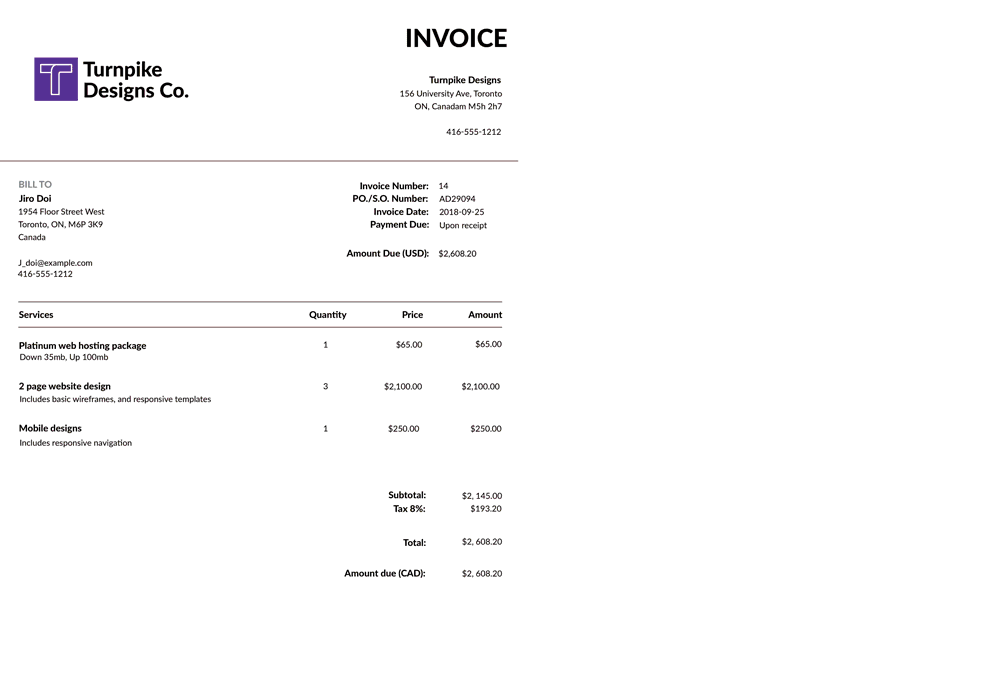 INVOICE
Turnpike
Designs Co.
Turnpike Designs
156 University Ave, Toronto
ON, Canadam M5h 2h7
416-555-1212
BILL TO
Jiro Doi
1954 Floor Street West
Toronto, ON, M6P 3K9
Canada
J_doi@example.com
416-555-1212
Invoice Number: 14
PO./S.O. Number: AD29094
Invoice Date: 2018-09-25
Payment Due: Upon receipt
Amount Due (USD): $2,608.20
Services Quantity Price Amount
Platinum web hosting package 1 $65.00 $65.00
Down 35mb, Up 100mb
2 page website design 3 $2,100.00 $2,100.00
Includes basic wireframes, and responsive templates
Mobile designs 1 $250.00 $250.00
Includes responsive navigation
Subtotal: $2, 145.00
Tax 8%: $193.20
Total: $2, 608.20
Amount due (CAD): $2, 608.20